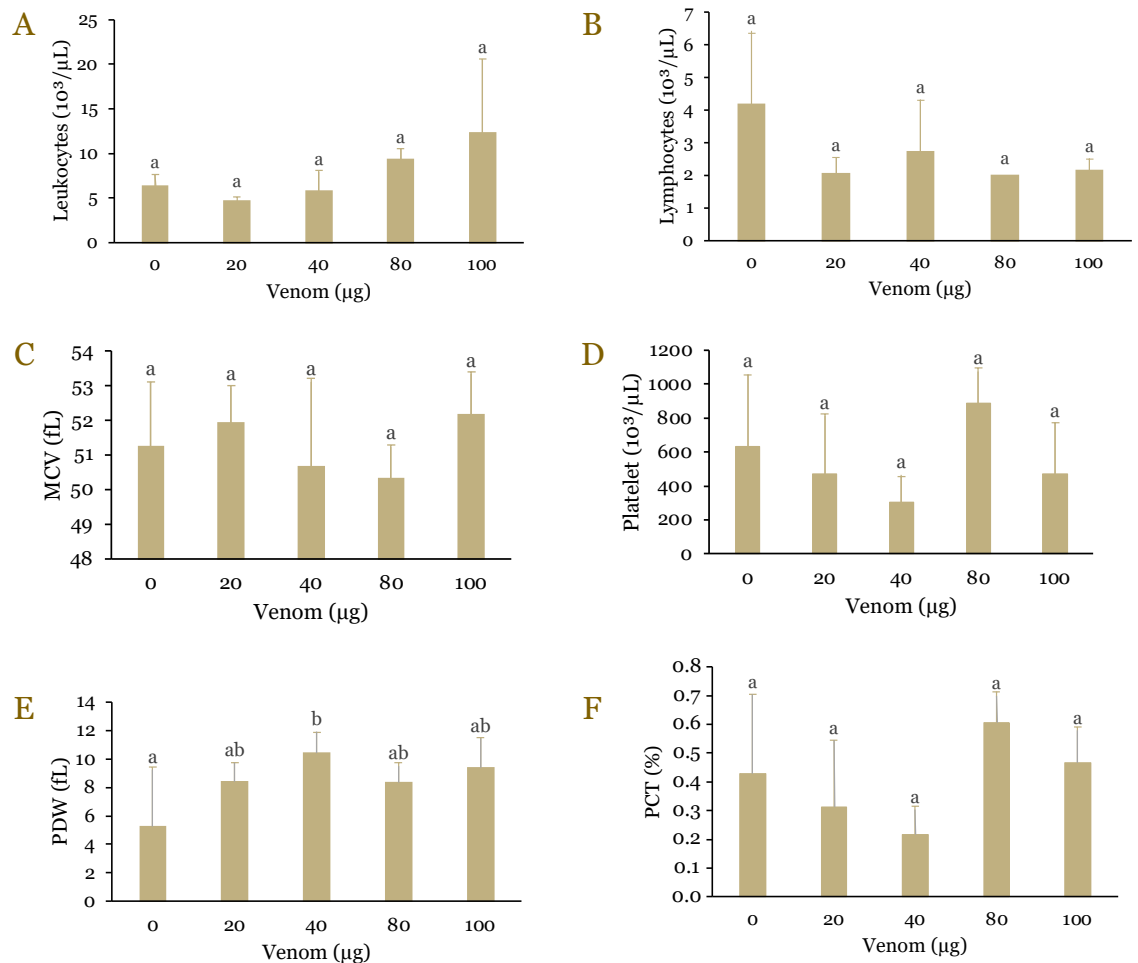 A
Leukocytes (10³/µL)
25
20
15
10
5
0
a a a a a
0 20 40 80 100
Venom (µg)
B
Lymphocytes (10³/µL)
7
6
5
4
3
2
1
0
a a a a a
0 20 40 80 100
Venom (µg)
C
MCV (fL)
54
53
52
51
50
49
48
a a a a a
0 20 40 80 100
Venom (µg)
D
Platelet (10³/µL)
1200
1000
800
600
400
200
0
a a a a a
0 20 40 80 100
Venom (µg)
E
PDW (fL)
14
12
10
8
6
4
2
0
a ab b ab ab
0 20 40 80 100
Venom (µg)
F
PCT (%)
0.8
0.7
0.6
0.5
0.4
0.3
0.2
0.1
0.0
a a a a a
0 20 40 80 100
Venom (µg)